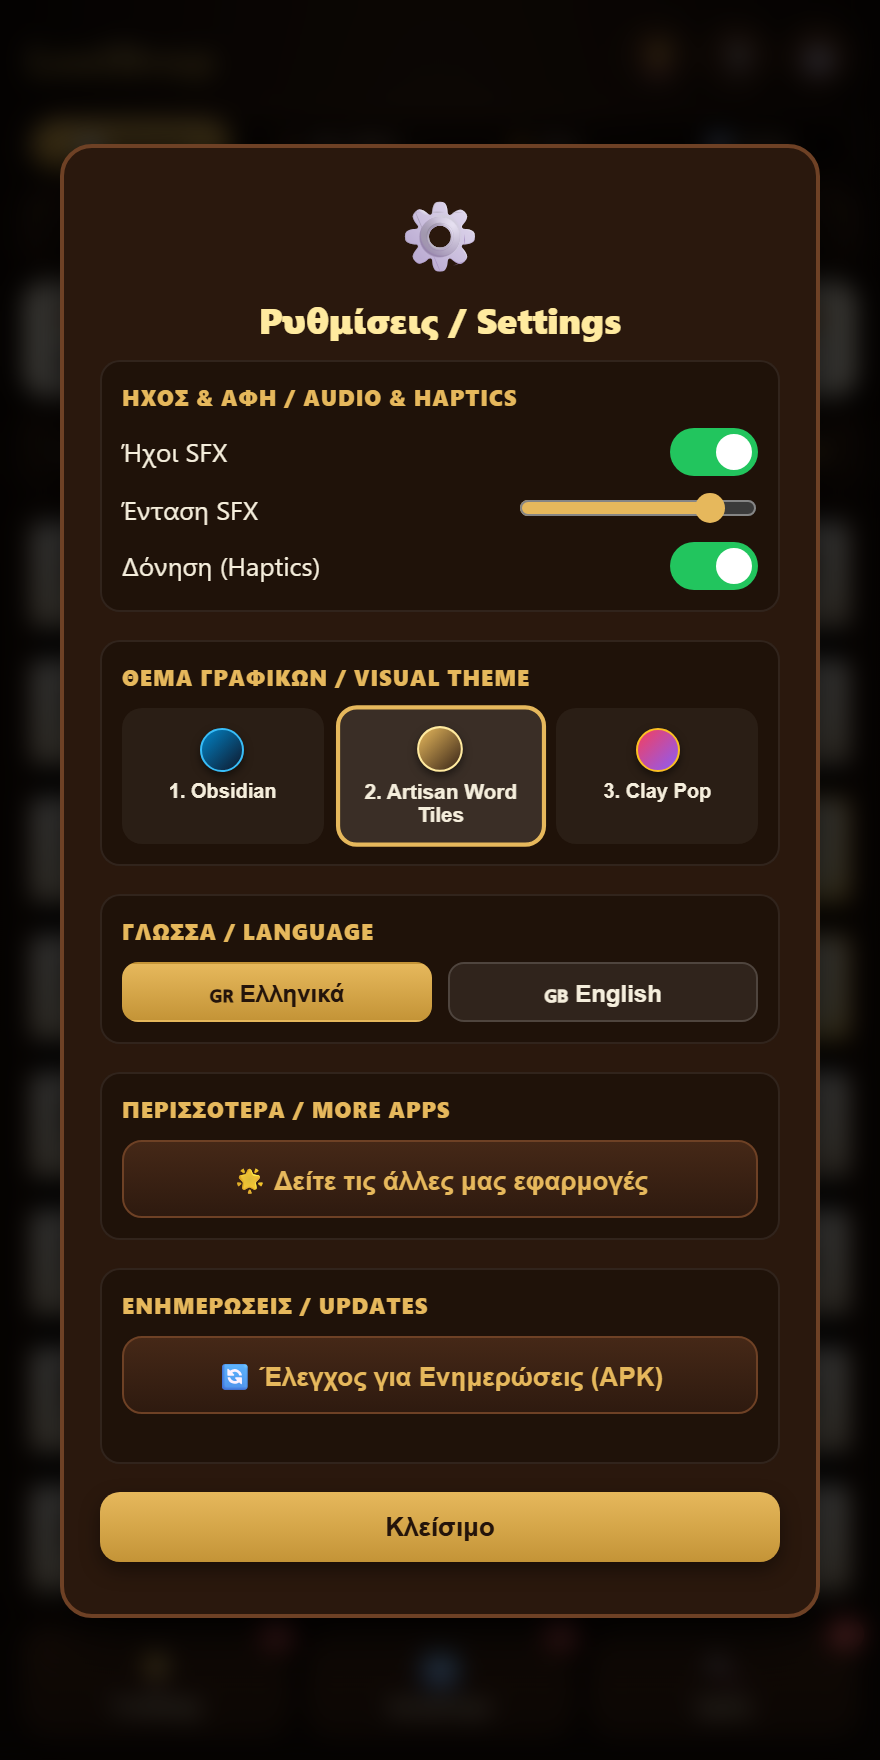 Ρυθμίσεις / Settings
ΗΧΟΣ & ΑΦΗ / AUDIO & HAPTICS
Ήχοι SFX
Ένταση SFX
Δόνηση (Haptics)
ΘΕΜΑ ΓΡΑΦΙΚΩΝ / VISUAL THEME
1. Obsidian
2. Artisan Word
Tiles
3. Clay Pop
ΓΛΩΣΣΑ / LANGUAGE
GR Ελληνικά
GB English
ΠΕΡΙΣΣΟΤΕΡΑ / MORE APPS
🌟 Δείτε τις άλλες μας εφαρμογές
ΕΝΗΜΕΡΩΣΕΙΣ / UPDATES
🔄 Έλεγχος για Ενημερώσεις (APK)
Κλείσιμο